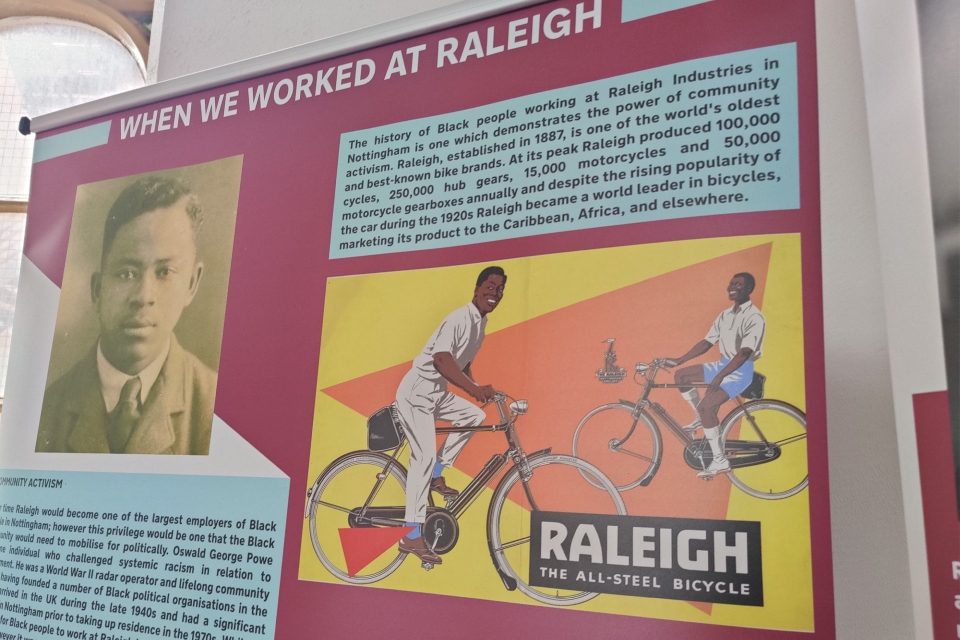 WHEN WE WORKED AT RALEIGH
The history of Black people working at Raleigh Industries in
Nottingham is one which demonstrates the power of community
activism. Raleigh, established in 1887, is one of the world's oldest
and best-known bike brands. At its peak Raleigh produced 100,000
cycles, 250,000 hub gears, 15,000 motorcycles and 50,000
motorcycle gearboxes annually and despite the rising popularity of
the car during the 1920s Raleigh became a world leader in bicycles,
marketing its product to the Caribbean, Africa, and elsewhere.
RALEIGH
THE ALL-STEEL BICYCLE
ACTIVISM
time Raleigh would become one of the largest employers of Black
in Nottingham; however this privilege would be one that the Black
would need to mobilise for politically. Oswald George Powe
individual who challenged systemic racism in relation to
He was a World War II radar operator and lifelong community
having founded a number of Black political organisations in the
in the UK during the late 1940s and had a significant
Nottingham prior to taking up residence in the 1970s.
for Black people to work at